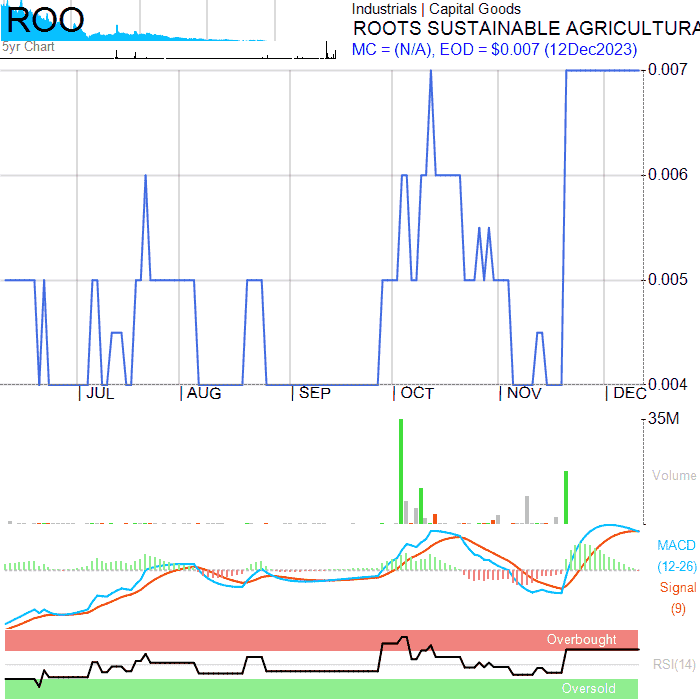 ROO
5yr Chart
Industrials | Capital Goods
ROOTS SUSTAINABLE AGRICULTURA
MC = (N/A), EOD = $0.007 (12Dec2023)
0.007
0.006
0.005
0.004
| JUL | AUG | SEP | OCT | NOV | DEC
35M
Volume
MACD
(12-26)
Signal
(9)
Overbought
RSI(14)
Oversold